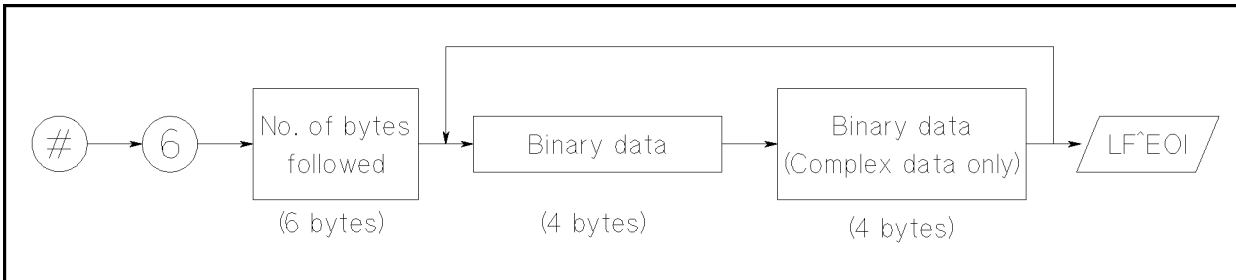 #
6
No. of bytes
followed
(6 bytes)
Binary data
(4 bytes)
Binary data
(Complex data only)
(4 bytes)
LF^EOI